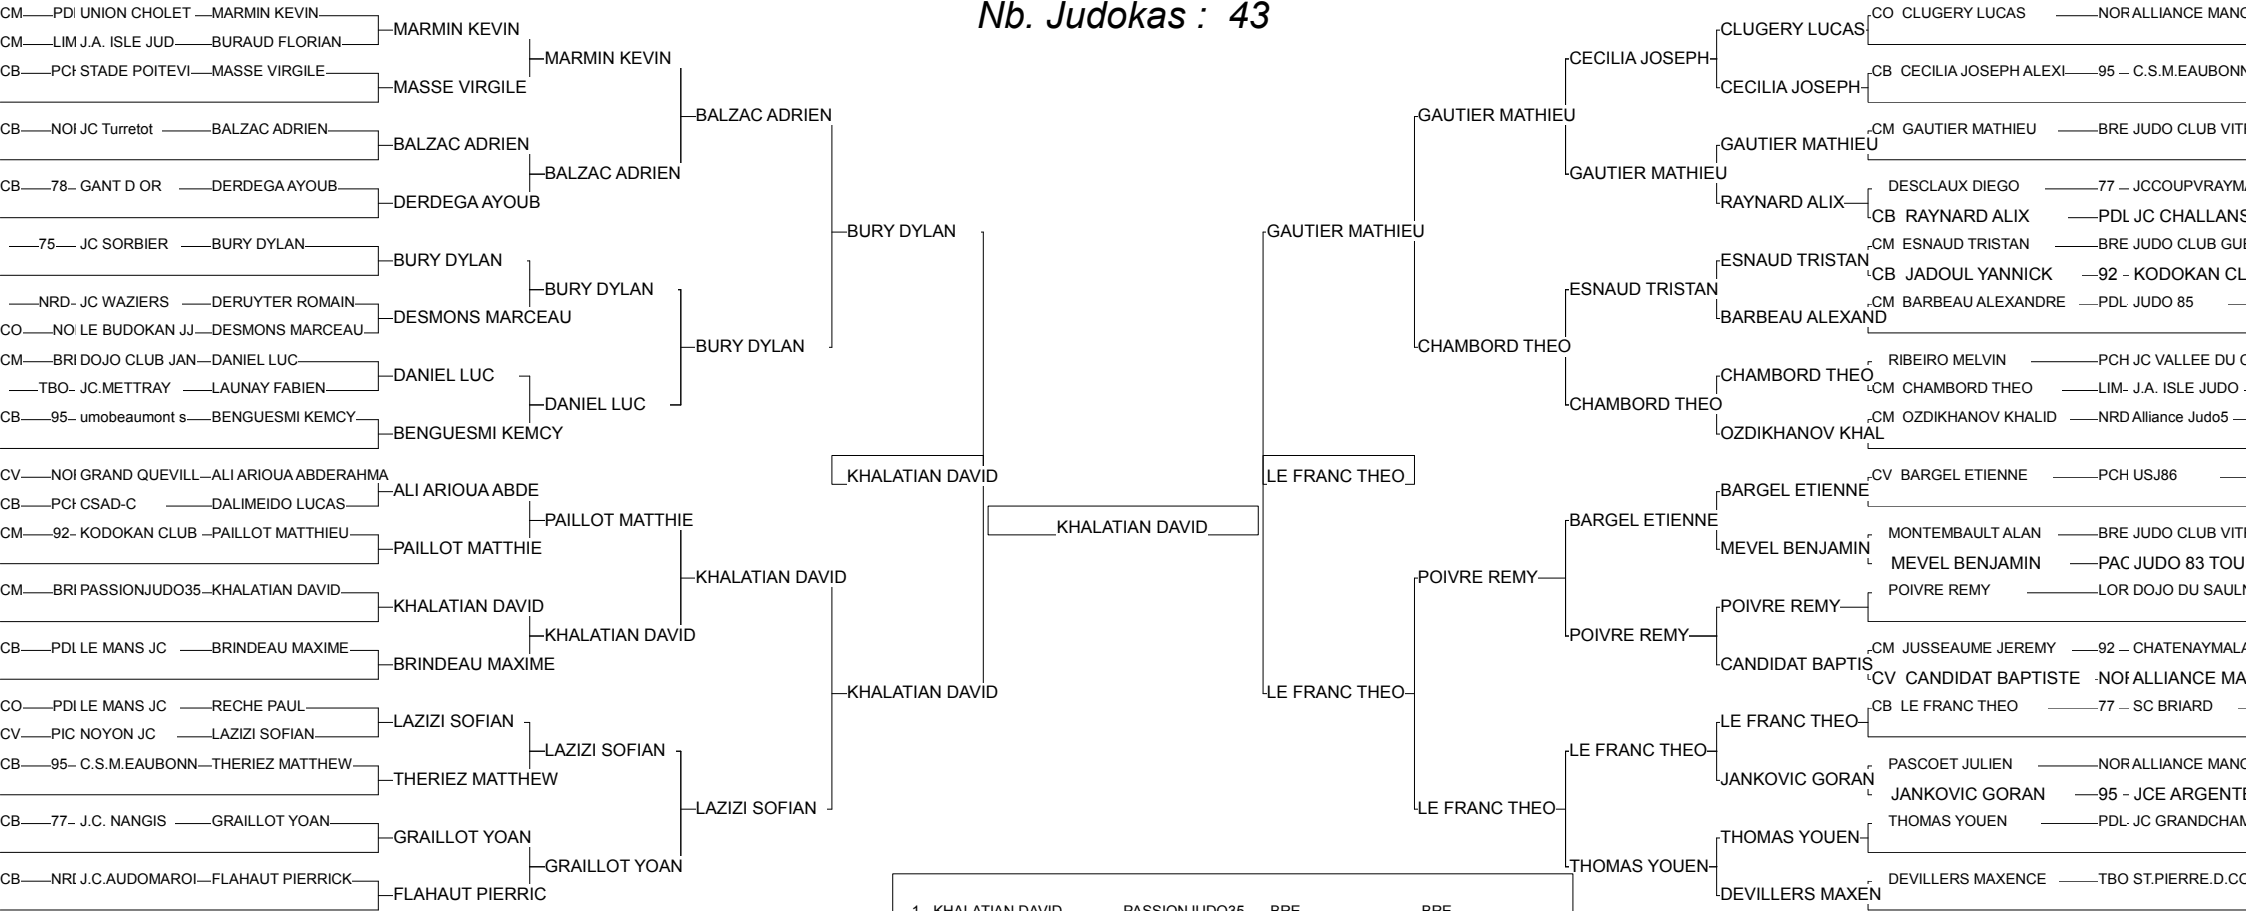 Nb. Judokas : 43
CM PDI UNION CHOLET MARMIN KEVIN
CM LIM J.A. ISLE JUD BURAUD FLORIAN
CB STADE POITEVI MASSE VIRGILE
CB JC Turretot BALZAC ADRIEN
CB 78 GANT D OR DERDEGA AYOUB
75 JC SORBIER BURY DYLAN
NRD JC WAZIERS DERUYTER ROMAIN
CO LE BUDOKAN JJ DESMONS MARCEAU
CM DOJO CLUB JAN DANIEL LUC
TBO JC.METTRAY LAUNAY FABIEN
CB 95 umobeaumont s BENGUESMI KEMCY
CV GRAND QUEVILL ALI ARIOUA ABDERAHMA
CB CSAD-C DALIMEIDO LUCAS
CM 92 KODOKAN CLUB PAILLOT MATTHIEU
CM PASSIONJUDO35 KHALATIAN DAVID
CB LE MANS JC BRINDEAU MAXIME
CO LE MANS JC RECHE PAUL
CV PIC NOYON JC LAZIZI SOFIAN
CB 95 C.S.M.EAUBONN THERIEZ MATTHEW
CB 77 J.C. NANGIS GRAILLOT YOAN
CB J.C.AUDOMAROI FLAHAUT PIERRICK
MARMIN KEVIN
MASSE VIRGILE
BALZAC ADRIEN
DERDEGA AYOUB
BURY DYLAN
DESMONS MARCEAU
DANIEL LUC
BENGUESMI KEMCY
ALI ARIOUA ABDE
PAILLOT MATTHIE
KHALATIAN DAVID
BRINDEAU MAXIME
LAZIZI SOFIAN
THERIEZ MATTHEW
GRAILLOT YOAN
FLAHAUT PIERRIC
MARMIN KEVIN
BALZAC ADRIEN
BURY DYLAN
DANIEL LUC
PAILLOT MATTHIE
KHALATIAN DAVID
LAZIZI SOFIAN
GRAILLOT YOAN
BALZAC ADRIEN
BURY DYLAN
KHALATIAN DAVID
LAZIZI SOFIAN
BURY DYLAN
KHALATIAN DAVID
KHALATIAN DAVID
KHALATIAN DAVID
LE FRANC THEO
GAUTIER MATHIEU
LE FRANC THEO
GAUTIER MATHIEU
CHAMBORD THEO
POIVRE REMY
LE FRANC THEO
CECILIA JOSEPH
GAUTIER MATHIEU
ESNAUD TRISTAN
CHAMBORD THEO
BARGEL ETIENNE
POIVRE REMY
LE FRANC THEO
THOMAS YOUEN
CLUGERY LUCAS
CECILIA JOSEPH
GAUTIER MATHIEU
RAYNARD ALIX
ESNAUD TRISTAN
BARBEAU ALEXAND
CHAMBORD THEO
OZDIKHANOV KHAL
BARGEL ETIENNE
MEVEL BENJAMIN
POIVRE REMY
CANDIDAT BAPTIS
LE FRANC THEO
JANKOVIC GORAN
THOMAS YOUEN
DEVILLERS MAXEN
CO CLUGERY LUCAS NOR ALLIANCE MANC
CB CECILIA JOSEPH ALEXI 95 C.S.M.EAUBONN
CM GAUTIER MATHIEU BRE JUDO CLUB
DESCLAUX DIEGO 77 JCCOUPVRAYMA
CB RAYNARD ALIX PDL JC CHALLANS
CM ESNAUD TRISTAN BRE JUDO CLUB
CB JADOUL YANNICK 92 KODOKAN CL
CM BARBEAU ALEXANDRE PDL JUDO 85
RIBEIRO MELVIN PCH JC VALLEE DU
CM CHAMBORD THEO LIM J.A. ISLE JUDO
CM OZDIKHANOV KHALID NRD Alliance Judo5
CV BARGEL ETIENNE PCH USJ86
MONTEMBAULT ALAN BRE JUDO CLUB
MEVEL BENJAMIN PAC JUDO 83 TOU
POIVRE REMY LOR DOJO DU
CM JUSSEAUME JEREMY 92 CHATENAYMALA
CV CANDIDAT BAPTISTE NOR ALLIANCE MA
CB LE FRANC THEO 77 SC BRIARD
PASCOET JULIEN NOR ALLIANCE MANC
JANKOVIC GORAN 95 JCE
THOMAS YOUEN PDL JC
DEVILLERS MAXENCE TBO ST.PIERRE.D.CO
1 KHALATIAN DAVID PASSIONJUDO35 BRE BRE